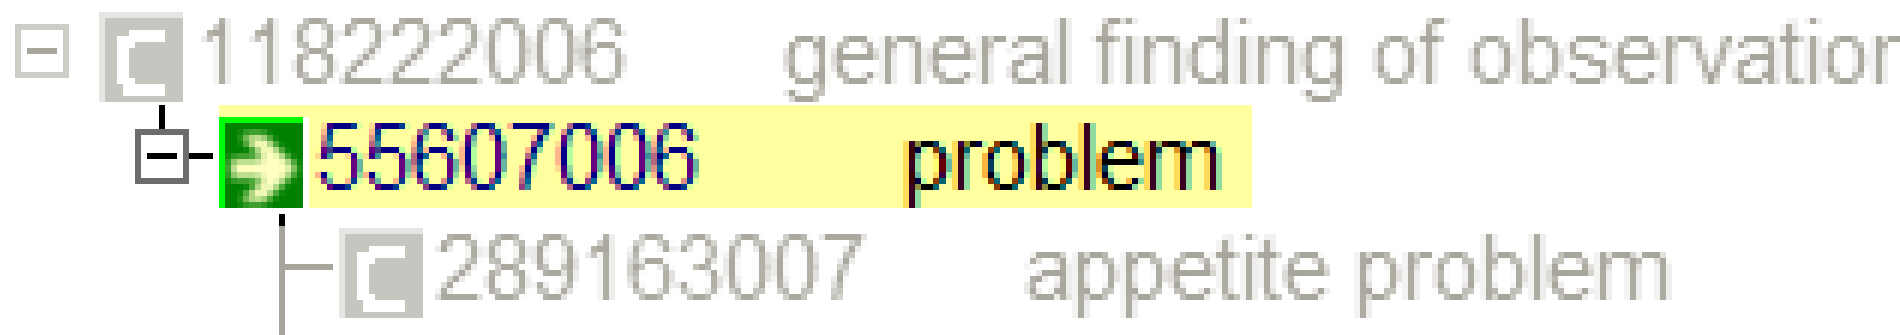 118222006 general finding of observation
55607006 problem
289163007 appetite problem